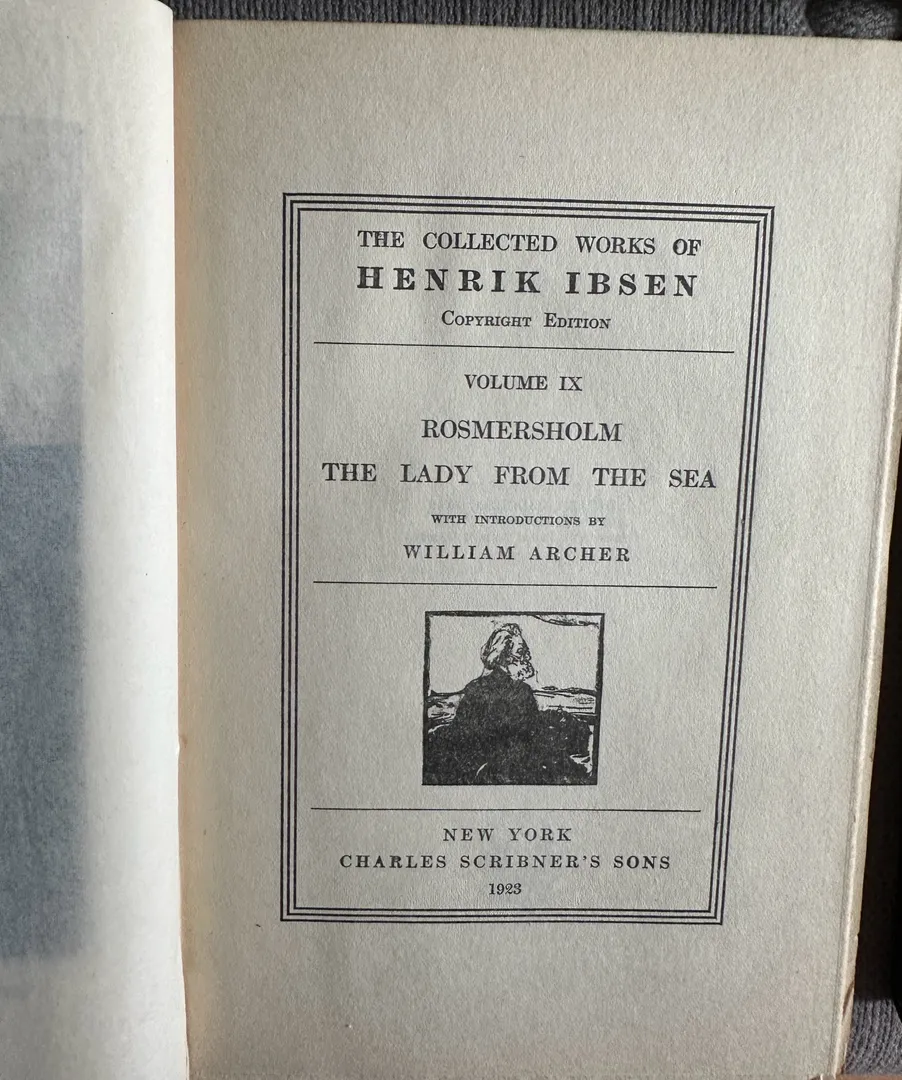 THE COLLECTED WORKS OF
HENRIK IBSEN
COPYRIGHT EDITION
VOLUME IX
ROSMERSHOLM
THE LADY FROM THE SEA
WITH INTRODUCTIONS BY
WILLIAM ARCHER
NEW YORK
CHARLES SCRIBNER'S SONS
1923